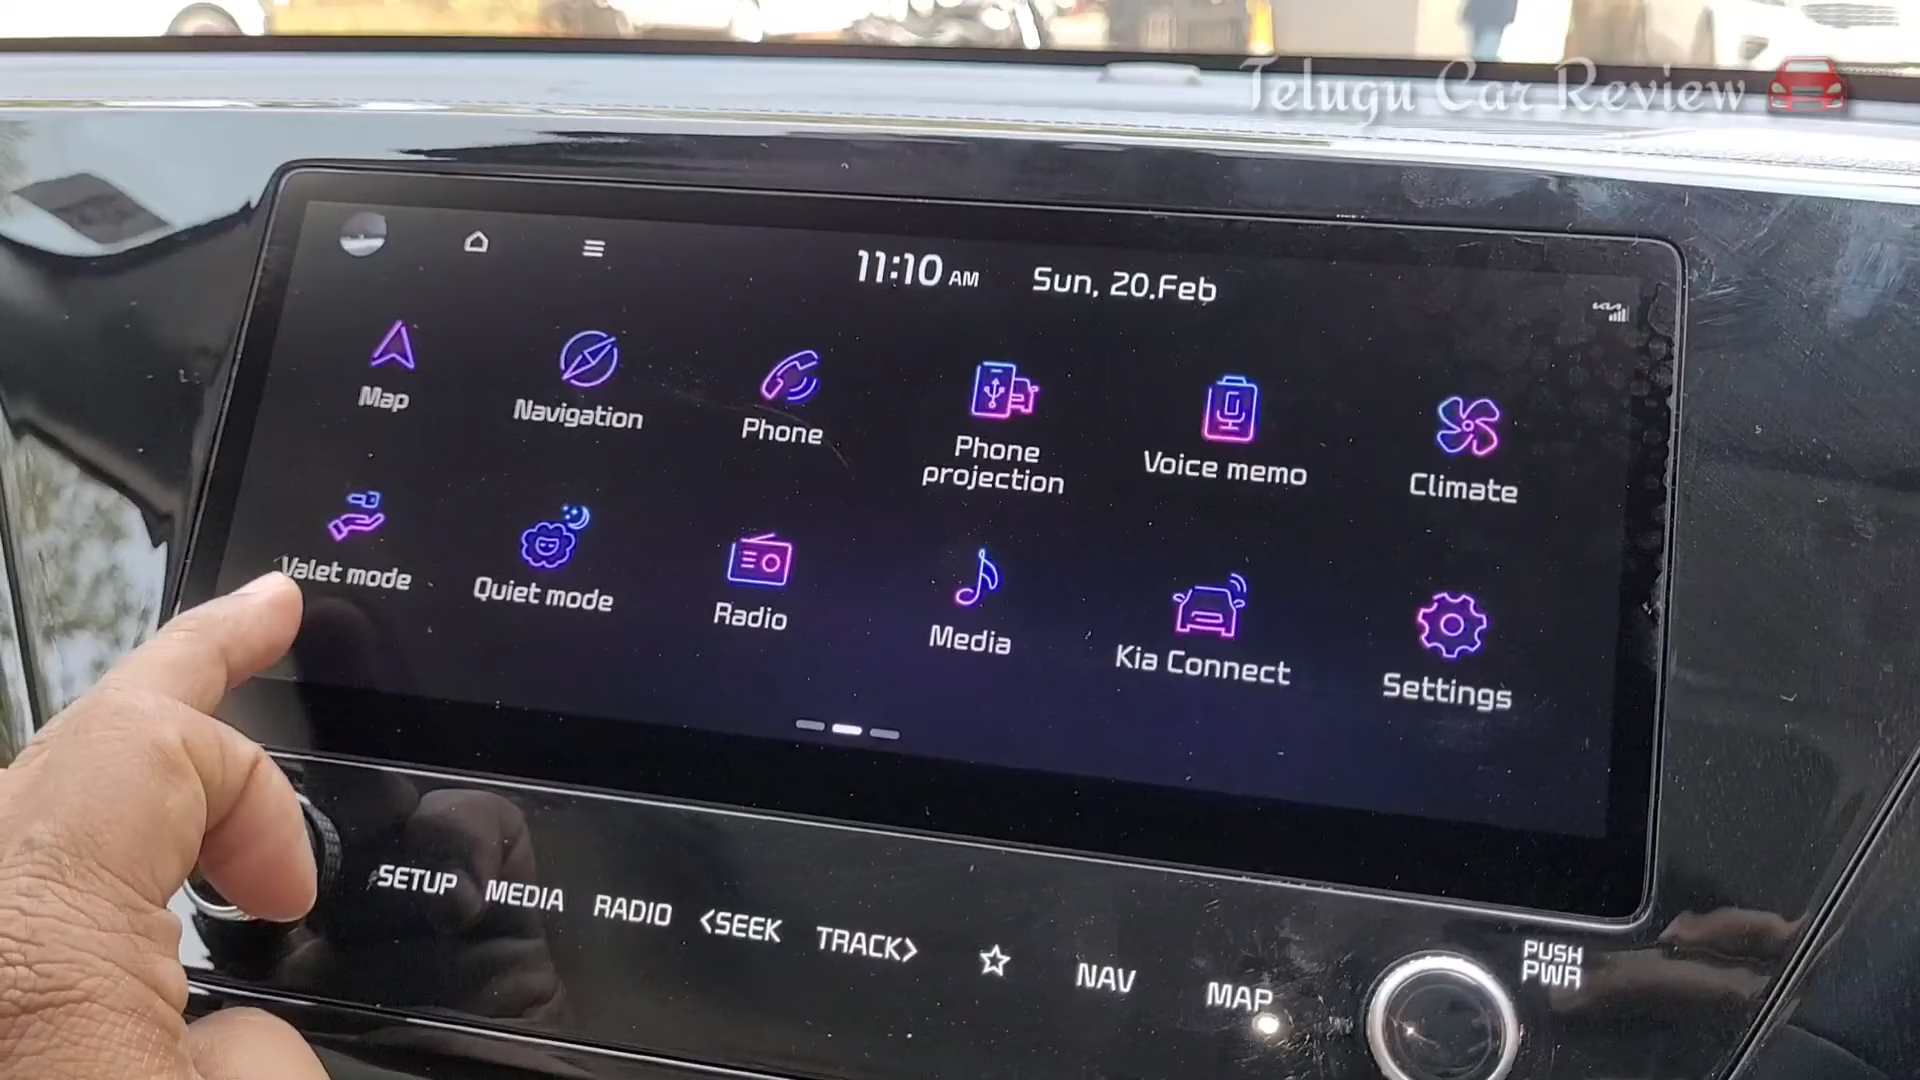 Telugu Car Review
11:10 AM Sun, 20.Feb
KIA
Map
Navigation
Phone
Phone
projection
Voice memo
Climate
Valet mode
Quiet mode
Radio
Media
Kia Connect
Settings
SETUP MEDIA RADIO <SEEK TRACK> ☆ NAV MAP
PUSH
PWR